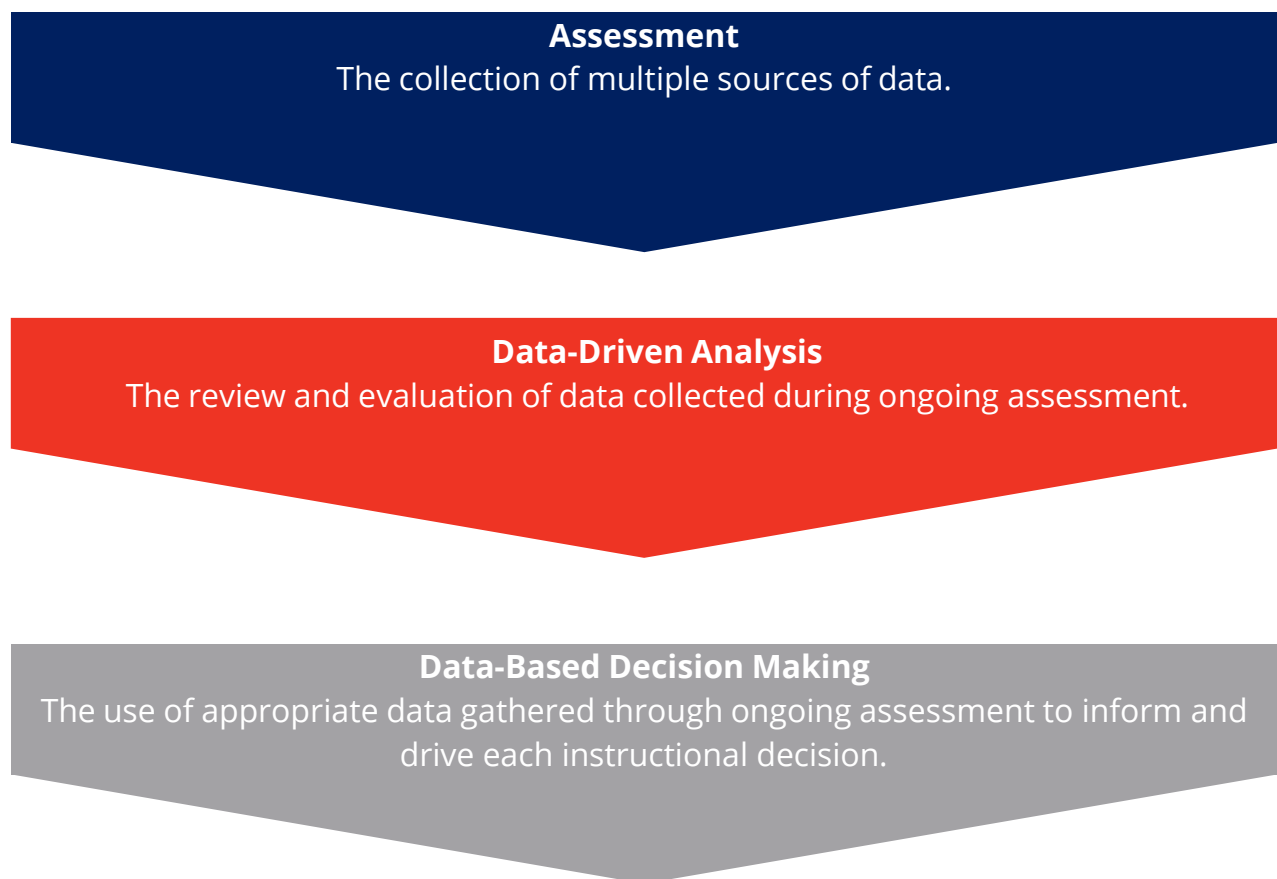 Assessment
The collection of multiple sources of data.
Data-Driven Analysis
The review and evaluation of data collected during ongoing assessment.
Data-Based Decision Making
The use of appropriate data gathered through ongoing assessment to inform and
drive each instructional decision.